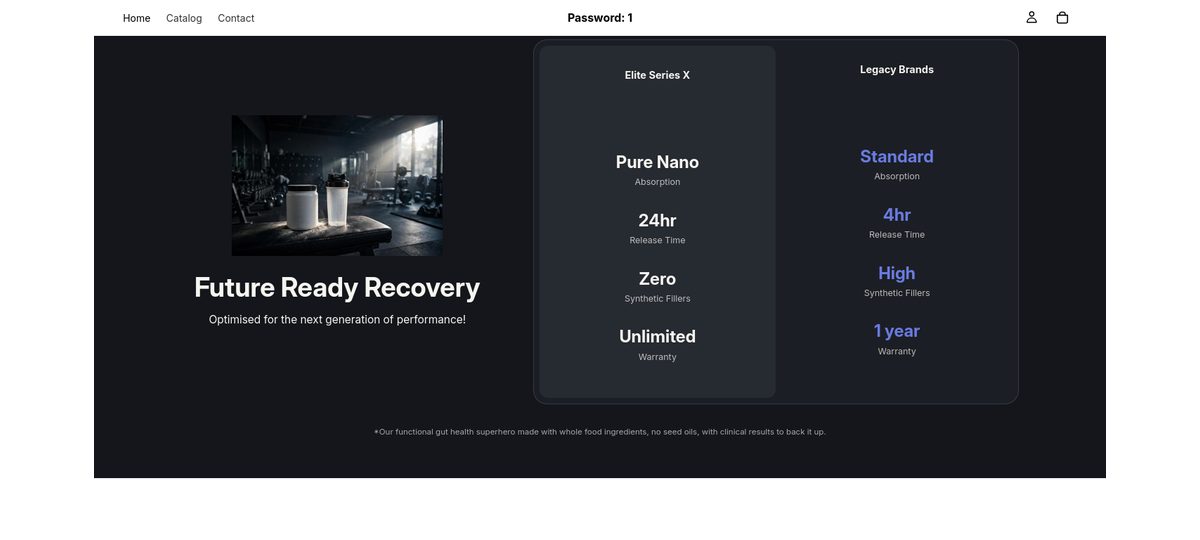 Home Catalog Contact
Password: 1
Future Ready Recovery
Optimised for the next generation of performance!
Elite Series X
Pure Nano
Absorption
24hr
Release Time
Zero
Synthetic Fillers
Unlimited
Warranty
Legacy Brands
Standard
Absorption
4hr
Release Time
High
Synthetic Fillers
1 year
Warranty
*Our functional gut health superhero made with whole food ingredients, no seed oils, with clinical results to back it up.